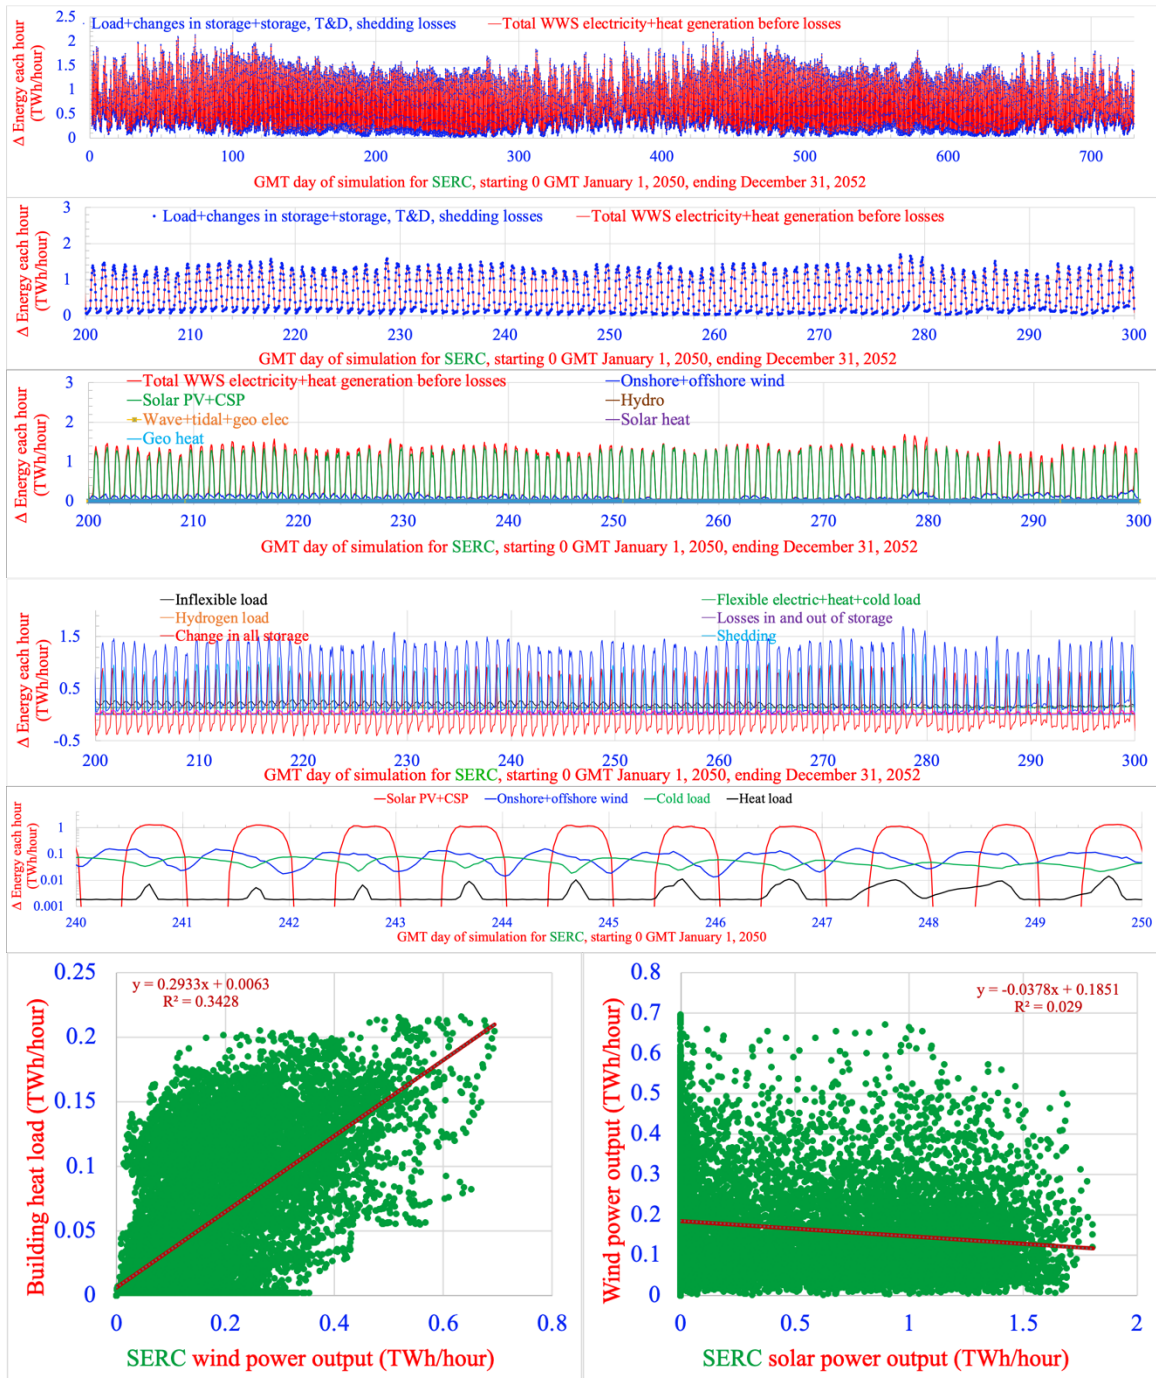 Load+changes in storage+storage, T&D, shedding losses —Total WWS electricity+heat generation before losses
Δ Energy each hour
(TWh/hour)
2.5
2
1.5
1
0.5
0
0 100 200 300 400 500 600 700
GMT day of simulation for SERC, starting 0 GMT January 1, 2050, ending December 31, 2052
Load+changes in storage+storage, T&D, shedding losses —Total WWS electricity+heat generation before losses
Δ Energy each hour
(TWh/hour)
3
2
1
0
200 210 220 230 240 250 260 270 280 290 300
GMT day of simulation for SERC, starting 0 GMT January 1, 2050, ending December 31, 2052
Total WWS electricity+heat generation before losses Onshore+offshore wind
Solar PV+CSP Hydro
Wave+tidal+geo elec Solar heat
Geo heat
Δ Energy each hour
(TWh/hour)
3
2
1
0
200 210 220 230 240 250 260 270 280 290 300
GMT day of simulation for SERC, starting 0 GMT January 1, 2050, ending December 31, 2052
Inflexible load Flexible electric+heat+cold load
Hydrogen load Losses in and out of storage
Change in all storage Shedding
Δ Energy each hour
(TWh/hour)
1.5
0.5
-0.5
200 210 220 230 240 250 260 270 280 290 300
GMT day of simulation for SERC, starting 0 GMT January 1, 2050, ending December 31, 2052
Solar PV+CSP Onshore+offshore wind Cold load Heat load
Δ Energy each hour
(TWh/hour)
1
0.1
0.01
0.001
240 241 242 243 244 245 246 247 248 249 250
GMT day of simulation for SERC, starting 0 GMT January 1, 2050
y = 0.2933x + 0.0063
R² = 0.3428
Building heat load (TWh/hour)
0.25
0.2
0.15
0.1
0.05
0
0 0.2 0.4 0.6 0.8
SERC wind power output (TWh/hour)
y = -0.0378x + 0.1851
R² = 0.029
Wind power output (TWh/hour)
0.8
0.7
0.6
0.5
0.4
0.3
0.2
0.1
0
0 0.5 1 1.5 2
SERC solar power output (TWh/hour)